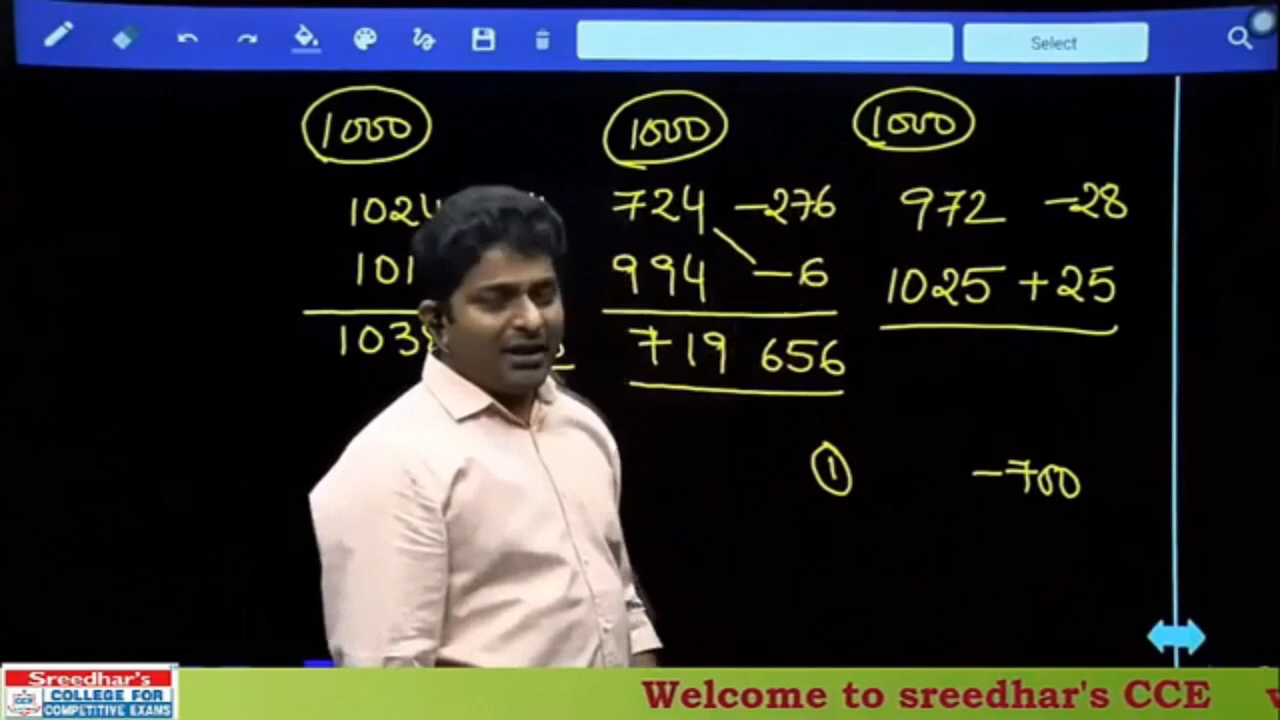 Select
1000 1000 1000
724 -276 972 -28
994 -6 1025 +25
719 656
1 -700
Sreedhar's
CCE COLLEGE FOR
COMPETITIVE EXAMS
Welcome to sreedhar's CCE